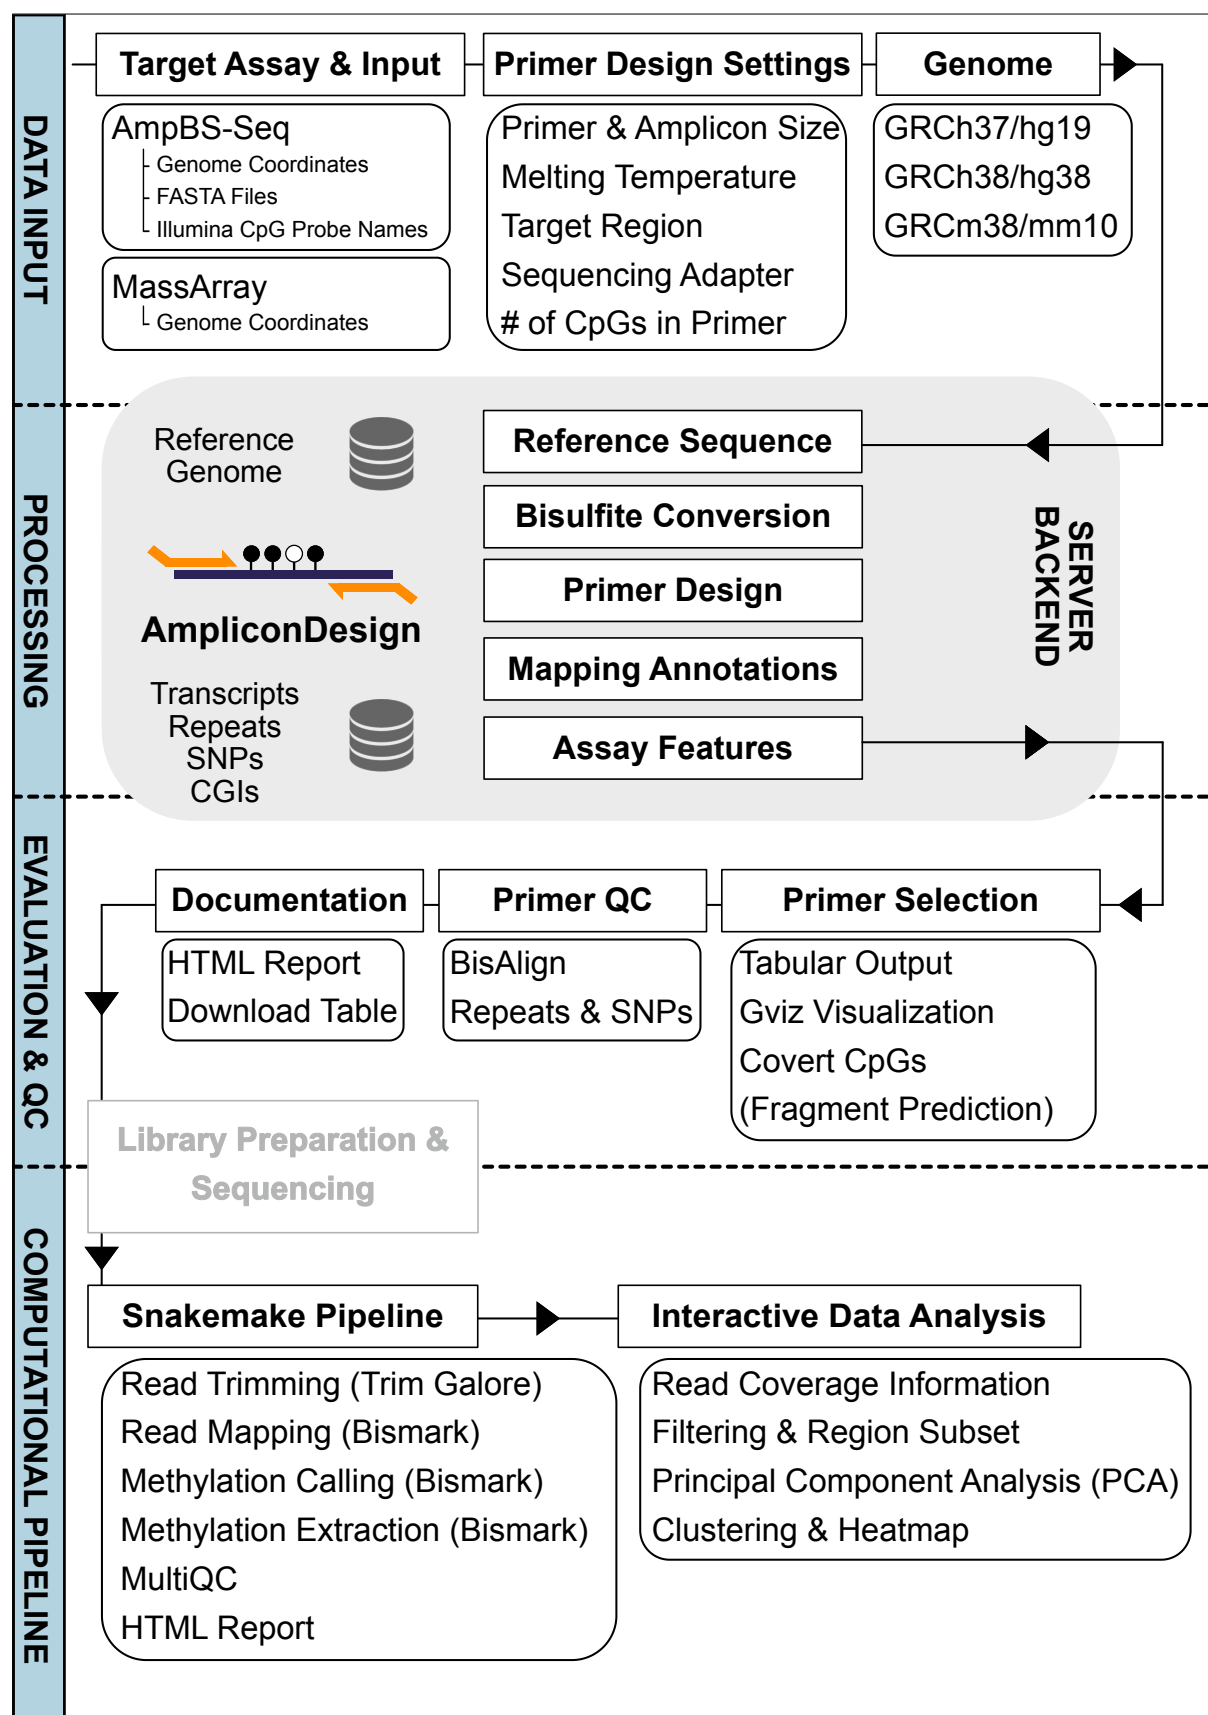 DATA INPUT
Target Assay & Input
AmpBS-Seq
Genome Coordinates
FASTA Files
Illumina CpG Probe Names
MassArray
Genome Coordinates
Primer Design Settings
Primer & Amplicon Size
Melting Temperature
Target Region
Sequencing Adapter
# of CpGs in Primer
Genome
GRCh37/hg19
GRCh38/hg38
GRCm38/mm10
PROCESSING
Reference
Genome
AmpliconDesign
Transcripts
Repeats
SNPs
CGIs
Reference Sequence
Bisulfite Conversion
Primer Design
Mapping Annotations
Assay Features
SERVER
BACKEND
EVALUATION & QC
Documentation
HTML Report
Download Table
Primer QC
BisAlign
Repeats & SNPs
Primer Selection
Tabular Output
Gviz Visualization
Covert CpGs
(Fragment Prediction)
Library Preparation &
Sequencing
COMPUTATIONAL PIPELINE
Snakemake Pipeline
Read Trimming (Trim Galore)
Read Mapping (Bismark)
Methylation Calling (Bismark)
Methylation Extraction (Bismark)
MultiQC
HTML Report
Interactive Data Analysis
Read Coverage Information
Filtering & Region Subset
Principal Component Analysis (PCA)
Clustering & Heatmap